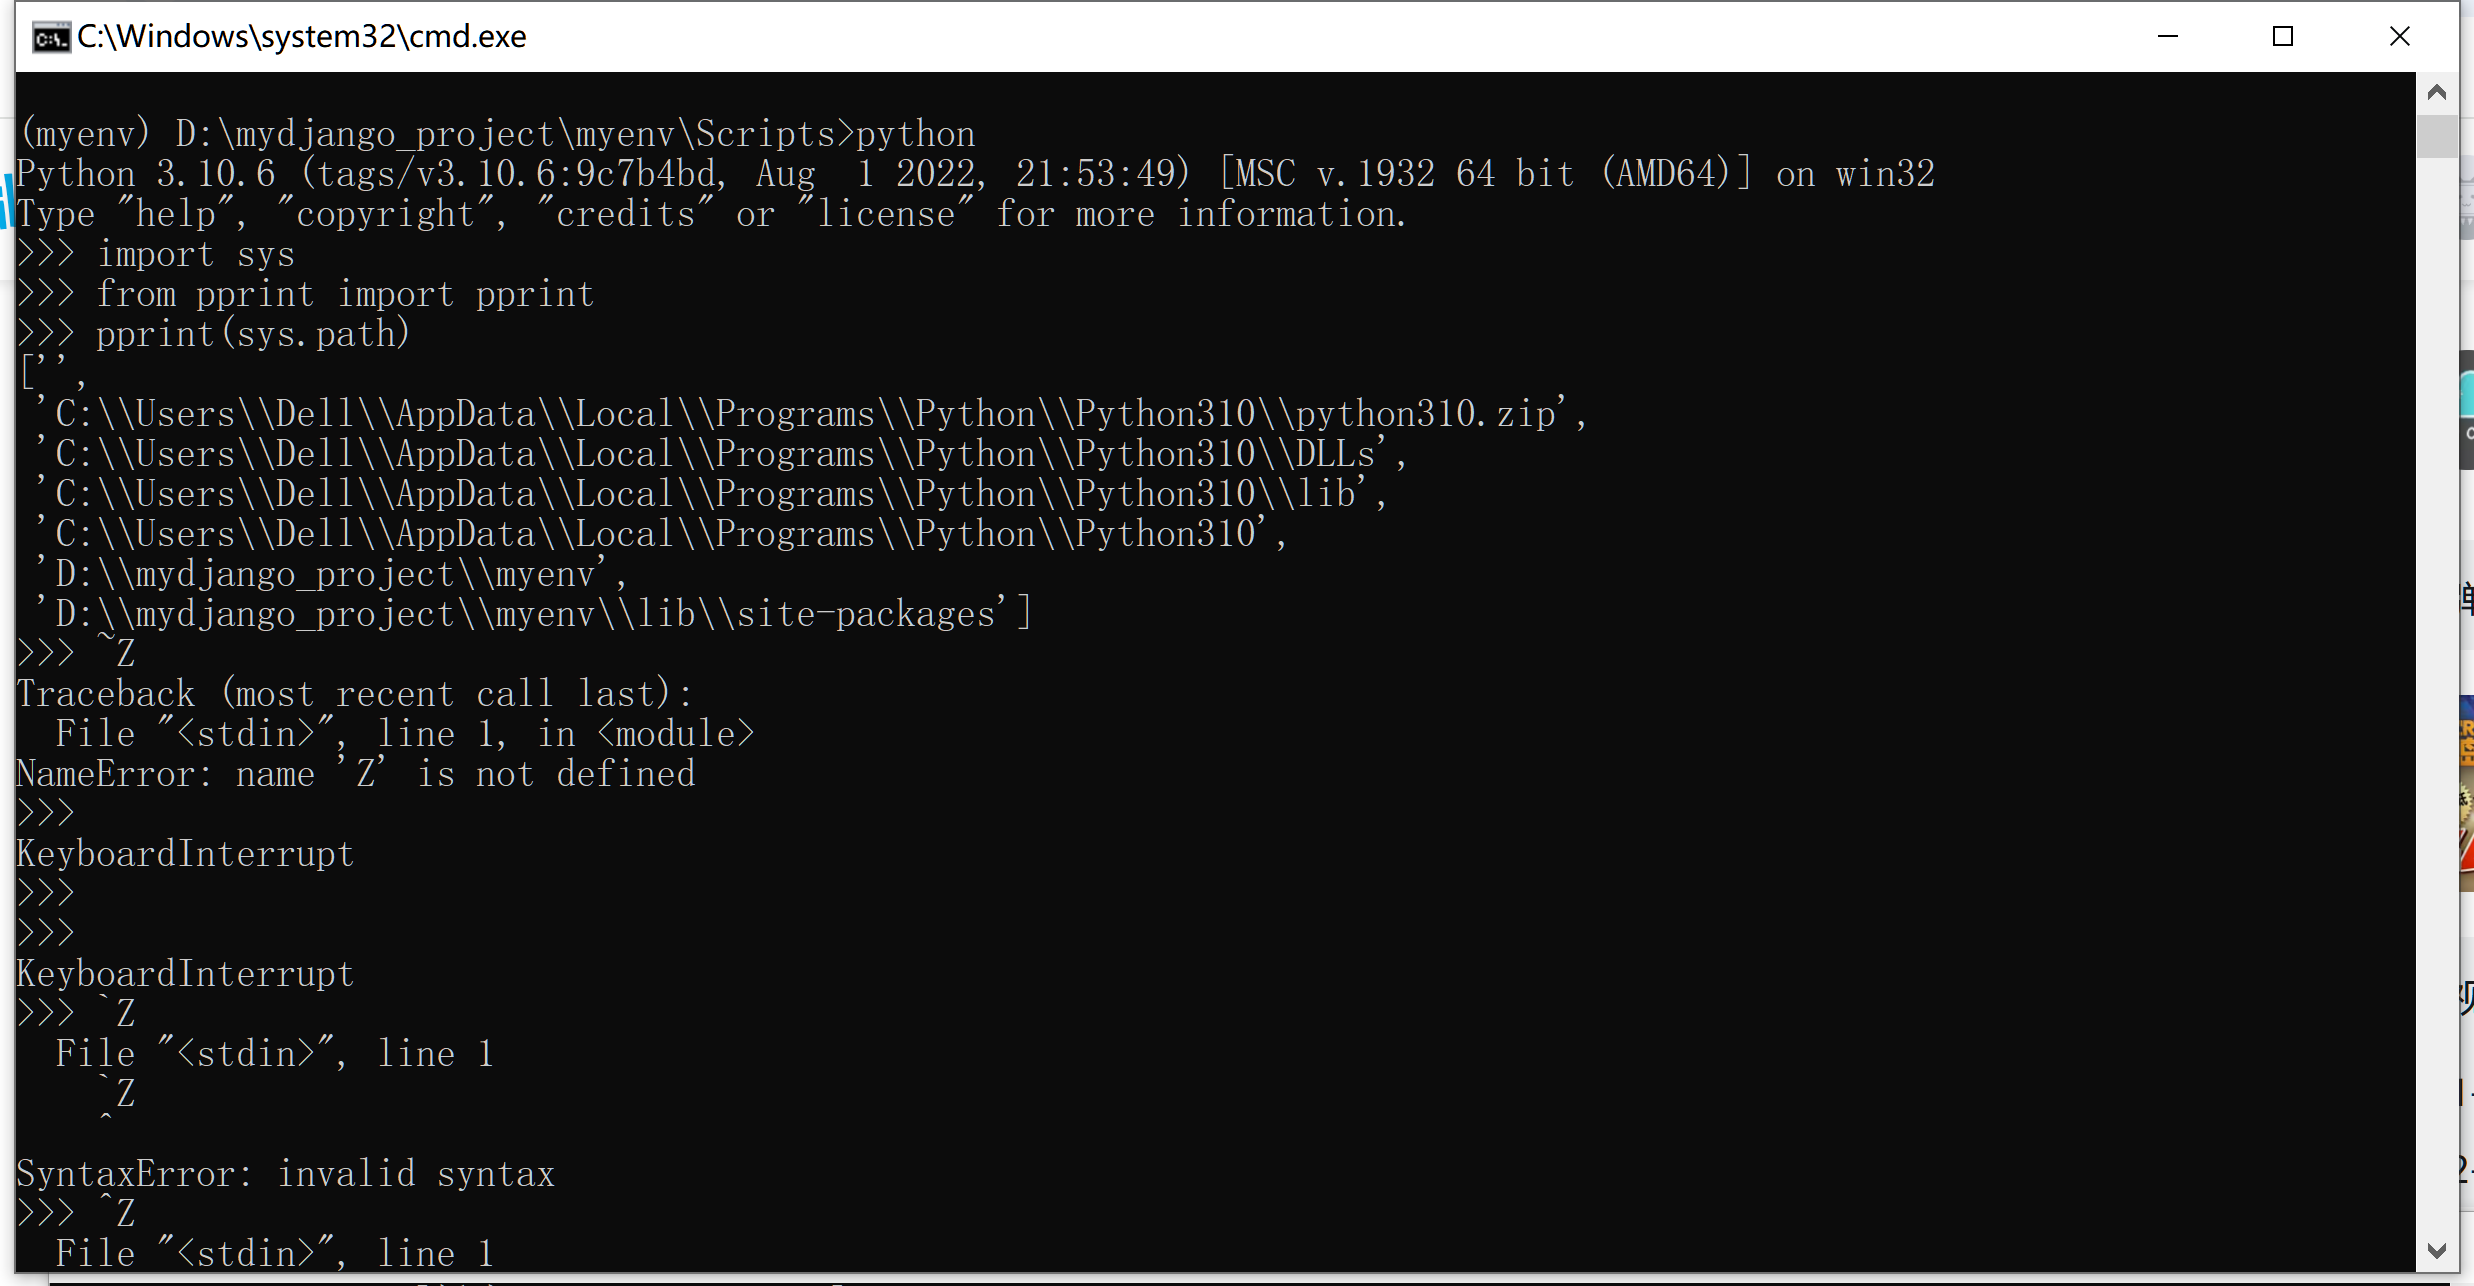 C:\Windows\system32\cmd.exe
(myenv) D:\mydjango_project\myenv\Scripts>python
Python 3.10.6 (tags/v3.10.6:9c7b4bd, Aug  1 2022, 21:53:49) [MSC v.1932 64 bit (AMD64)] on win32
Type "help", "copyright", "credits" or "license" for more information.
>>> import sys
>>> from pprint import pprint
>>> pprint(sys.path)
['',
 'C:\\Users\\Dell\\AppData\\Local\\Programs\\Python\\Python310\\python310.zip',
 'C:\\Users\\Dell\\AppData\\Local\\Programs\\Python\\Python310\\DLLs',
 'C:\\Users\\Dell\\AppData\\Local\\Programs\\Python\\Python310\\lib',
 'C:\\Users\\Dell\\AppData\\Local\\Programs\\Python\\Python310',
 'D:\\mydjango_project\\myenv',
 'D:\\mydjango_project\\myenv\\lib\\site-packages']
>>> ~Z
Traceback (most recent call last):
  File "<stdin>", line 1, in <module>
NameError: name 'Z' is not defined
>>>
KeyboardInterrupt
>>>
>>>
KeyboardInterrupt
>>> `Z
  File "<stdin>", line 1
    `Z
    ^
SyntaxError: invalid syntax
>>> ^Z
  File "<stdin>", line 1